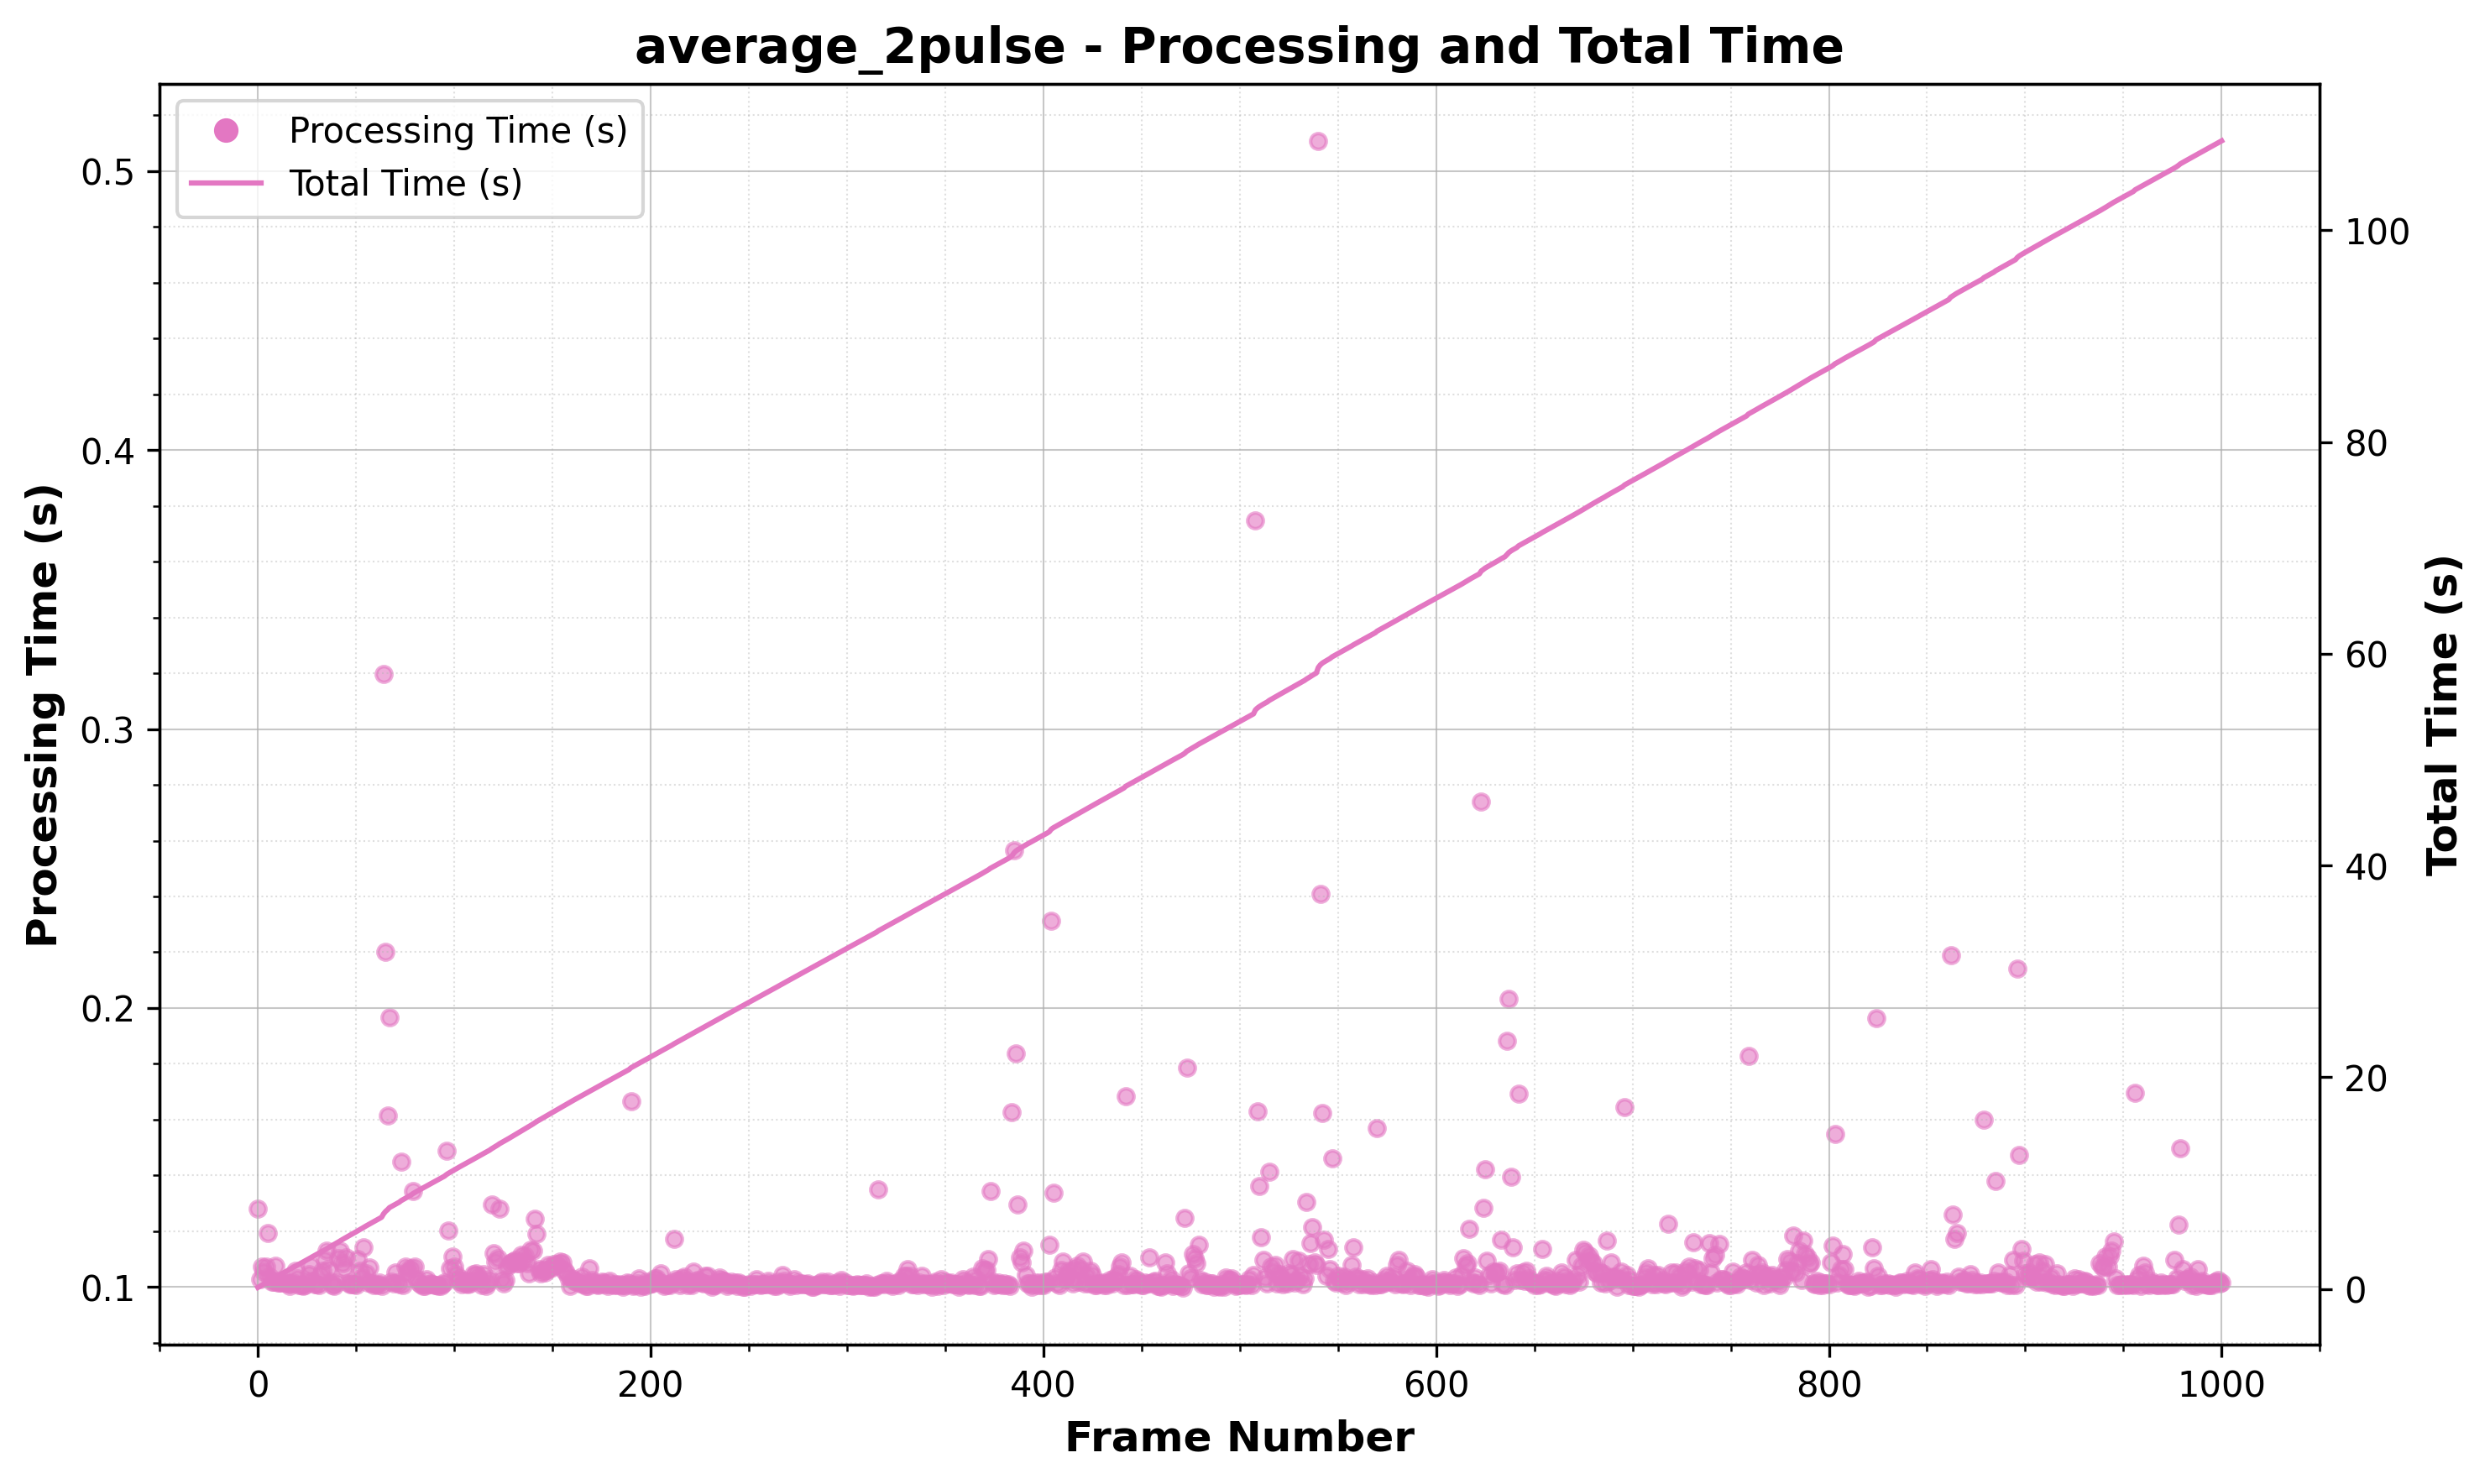 average_2pulse - Processing and Total Time
Processing Time (s)
Total Time (s)
0.5
0.4
0.3
0.2
0.1
Processing Time (s)
100
80
60
40
20
0
Total Time (s)
0 200 400 600 800 1000
Frame Number